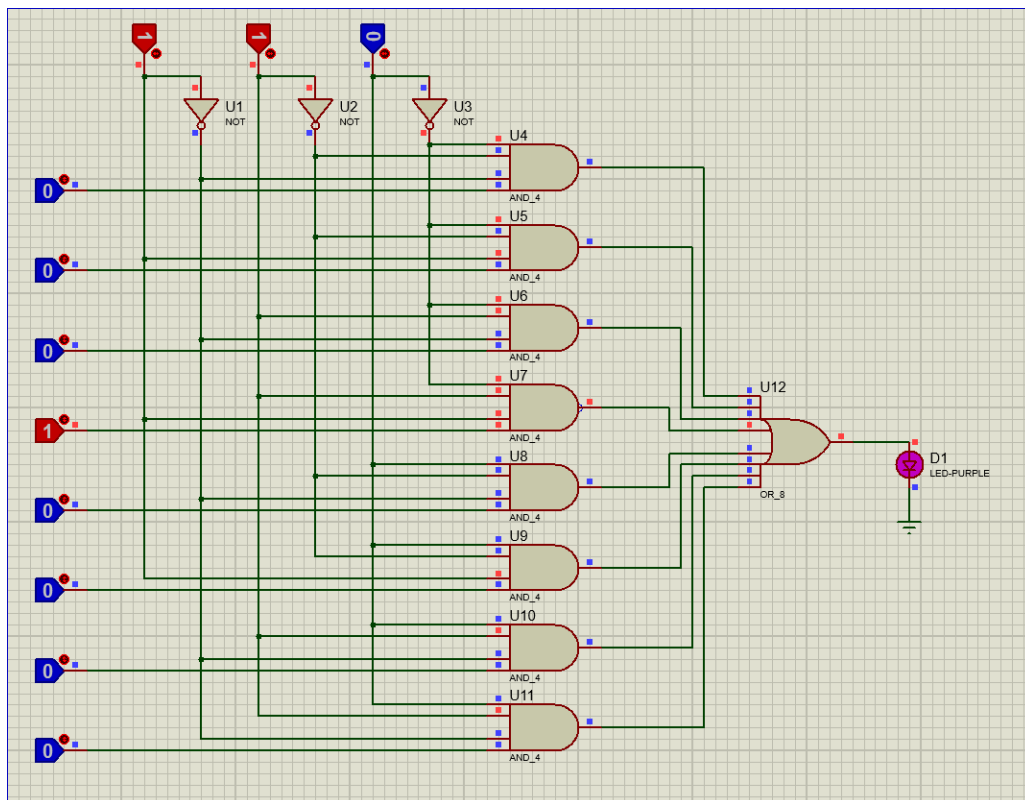 1
1
0
U1
NOT
U2
NOT
U3
NOT
U4
AND_4
0
U5
AND_4
0
U6
AND_4
0
U7
AND_4
1
U8
AND_4
0
U9
AND_4
0
U10
AND_4
0
U11
AND_4
0
U12
OR_8
D1
LED-PURPLE